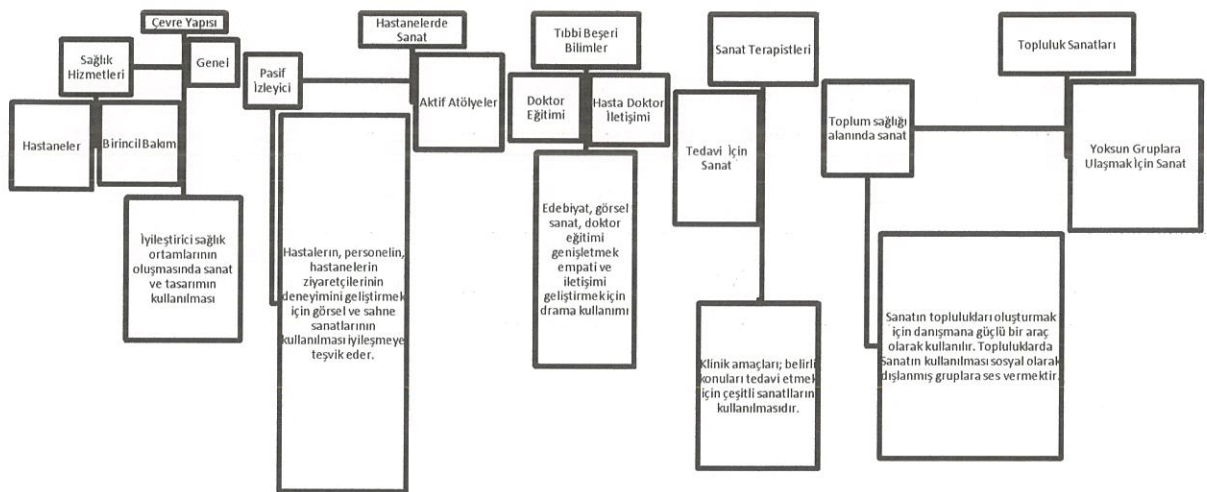 Çevre Yapısı
Sağlık
Hizmetleri
Genel
Hastaneler
Birincil Bakım
İyileştirici sağlık
ortamlarının
oluşmasında sanat
ve tasarımın
kullanılması
Hastanelerde
Sanat
Pasif
İzleyici
Aktif Atölyeler
Hastalerın, personelin,
hastanelerin
ziyaretçilerinin
deneyimini geliştirmek
için görsel ve sahne
sanatlarının
kullanılması iyileşmeye
teşvik eder.
Tıbbi Beşeri
Bilimler
Doktor
Eğitimi
Hasta Doktor
İletişimi
Edebiyat, görsel
sanat, doktor
eğitimi
genişletmek
empati ve
iletişimi
geliştirmek için
drama kullanımı
Sanat Terapistleri
Tedavi İçin
Sanat
Klinik amaçları; belirli
konuları tedavi etmek
için çeşitli sanatlların
kullanılmasıdır.
Topluluk Sanatları
Toplum sağlığı
alanında sanat
Yoksun Gruplara
Ulaşmak İçin Sanat
Sanatın toplulukları oluşturmak
için danışmana güçlü bir araç
olarak kullanılır. Topluluklarda
Sanatın kullanılması sosyal olarak
dışlanmış gruplara ses vermektir.